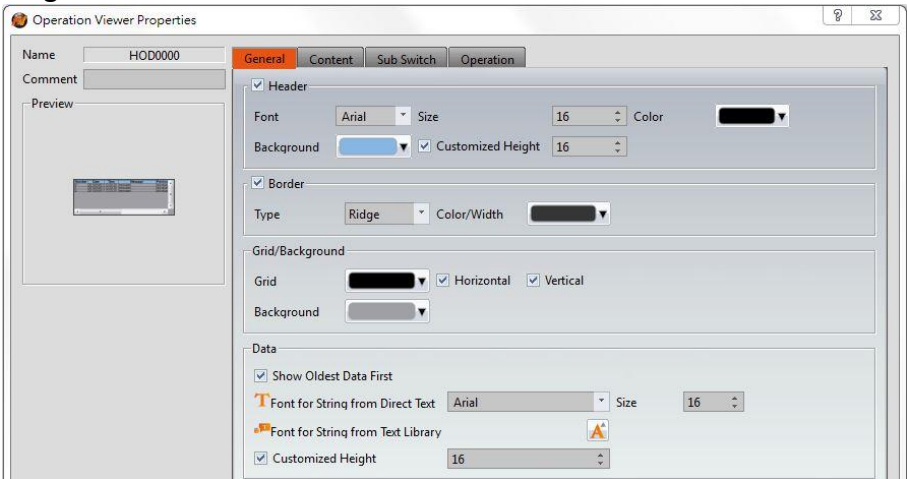 Operation Viewer Properties
Name HOD0000
Comment
Preview
General Content Sub Switch Operation
Header
Font Arial Size 16 Color
Background Customized Height 16
Border
Type Ridge Color/Width
Grid/Background
Grid Horizontal Vertical
Background
Data
Show Oldest Data First
Font for String from Direct Text Arial Size 16
Font for String from Text Library
Customized Height 16